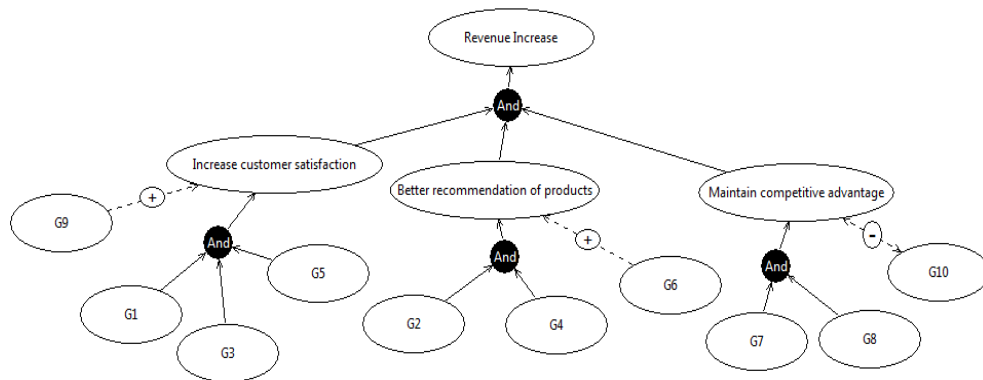 Revenue Increase
And
Increase customer satisfaction
Better recommendation of products
Maintain competitive advantage
G9
+
And
G5
G1
G3
And
+
G6
G2
G4
-
And
G10
G7
G8